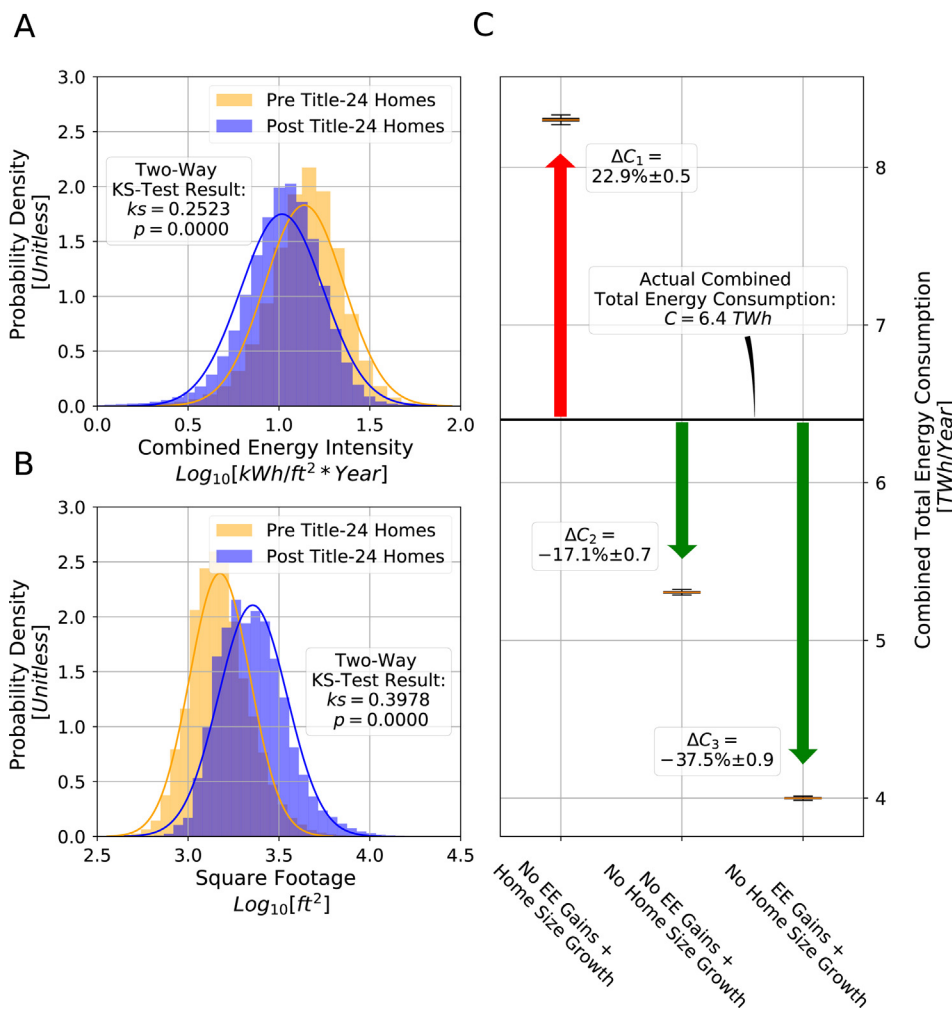 A
Pre Title-24 Homes
Post Title-24 Homes
Two-Way
KS-Test Result:
ks = 0.2523
p = 0.0000
Probability Density
[Unitless]
3.0
2.5
2.0
1.5
1.0
0.5
0.0
0.0
0.5
1.0
1.5
2.0
Combined Energy Intensity
Log₁₀[kWh/ft² * Year]
B
Pre Title-24 Homes
Post Title-24 Homes
Two-Way
KS-Test Result:
ks = 0.3978
p = 0.0000
Probability Density
[Unitless]
3.0
2.5
2.0
1.5
1.0
0.5
0.0
2.5
3.0
3.5
4.0
4.5
Square Footage
Log₁₀[ft²]
C
ΔC₁ =
22.9%±0.5
Actual Combined
Total Energy Consumption:
C = 6.4 TWh
ΔC₂ =
−17.1%±0.7
ΔC₃ =
−37.5%±0.9
8
7
6
5
4
Combined Total Energy Consumption
[TWh/Year]
No EE Gains +
Home Size Growth
No EE Gains +
No Home Size Growth
EE Gains +
No Home Size Growth